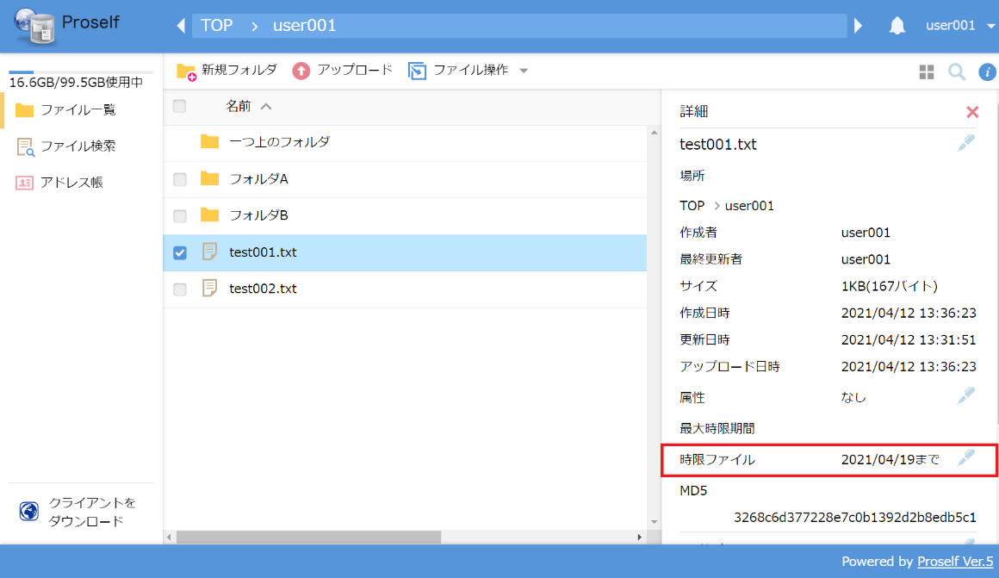 Proself
TOP > user001
user001
16.6GB/99.5GB使用中
ファイル一覧
ファイル検索
アドレス帳
クライアントを
ダウンロード
新規フォルダ アップロード ファイル操作
名前
一つ上のフォルダ
フォルダA
フォルダB
test001.txt
test002.txt
詳細
test001.txt
場所
TOP > user001
作成者 user001
最終更新者 user001
サイズ 1KB(167バイト)
作成日時 2021/04/12 13:36:23
更新日時 2021/04/12 13:31:51
アップロード日時 2021/04/12 13:36:23
属性 なし
最大時限期間
時限ファイル 2021/04/19まで
MD5
3268c6d377228e7c0b1392d2b8edb5c1
Powered by Proself Ver.5